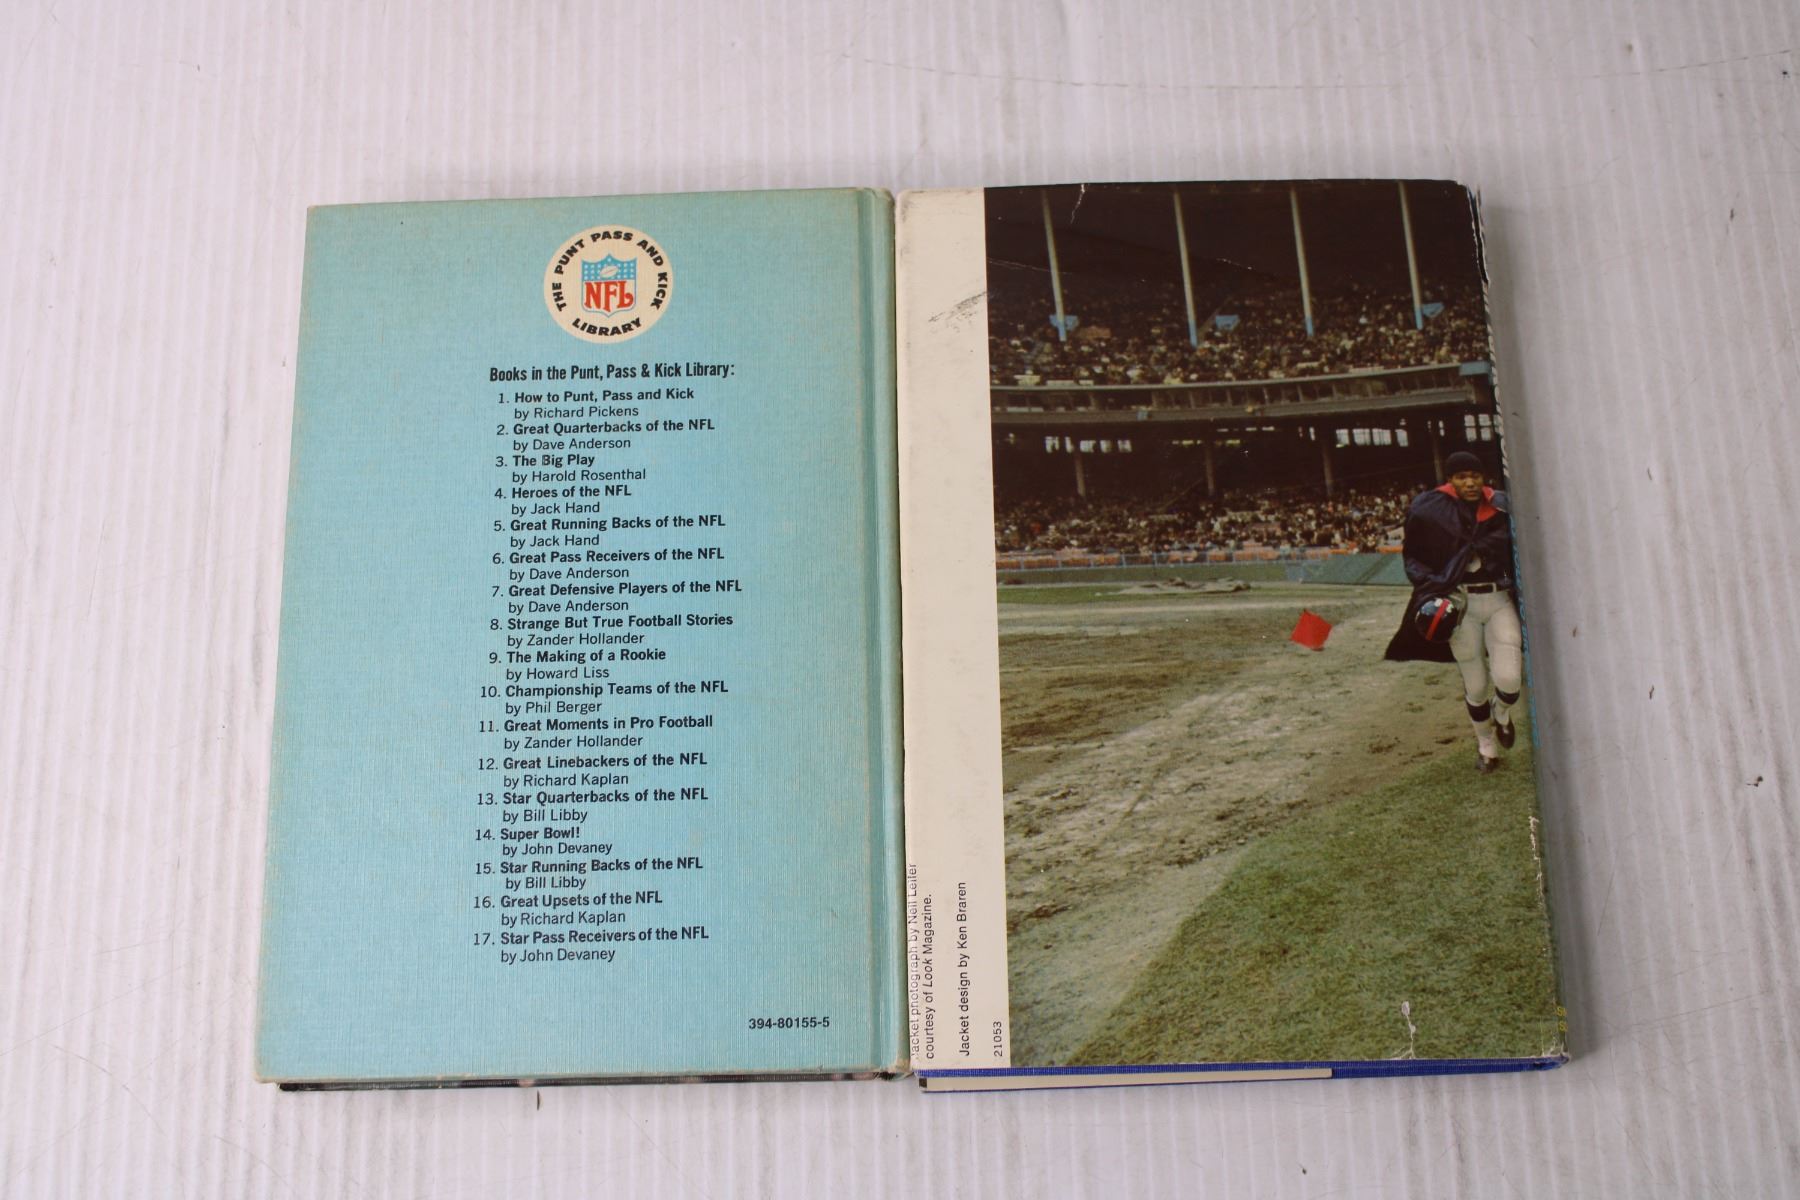 THE PUNT PASS AND KICK
NFL
LIBRARY
Books in the Punt, Pass & Kick Library:
1. How to Punt, Pass and Kick
by Richard Pickens
2. Great Quarterbacks of the NFL
by Dave Anderson
3. The Big Play
by Harold Rosenthal
4. Heroes of the NFL
by Jack Hand
5. Great Running Backs of the NFL
by Jack Hand
6. Great Pass Receivers of the NFL
by Dave Anderson
7. Great Defensive Players of the NFL
by Dave Anderson
8. Strange But True Football Stories
by Zander Hollander
9. The Making of a Rookie
by Howard Liss
10. Championship Teams of the NFL
by Phil Berger
11. Great Moments in Pro Football
by Zander Hollander
12. Great Linebackers of the NFL
by Richard Kaplan
13. Star Quarterbacks of the NFL
by Bill Libby
14. Super Bowl!
by John Devaney
15. Star Running Backs of the NFL
by Bill Libby
16. Great Upsets of the NFL
by Richard Kaplan
17. Star Pass Receivers of the NFL
by John Devaney
394-80155-5
Jacket photograph by Neil Leifer
courtesy of Look Magazine.
Jacket design by Ken Braren
21053